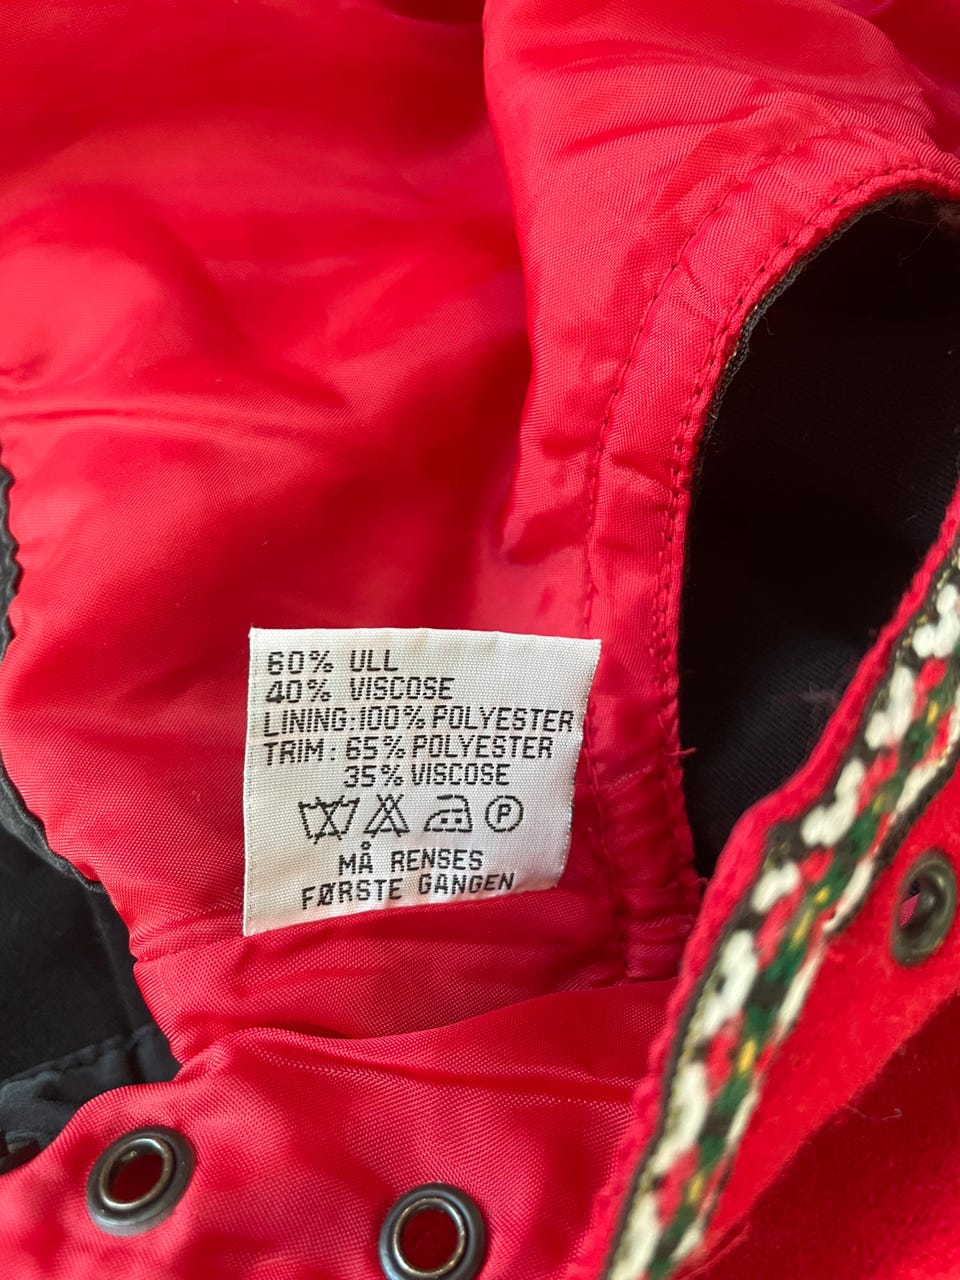 60% ULL
40% VISCOSE
LINING:100% POLYESTER
TRIM: 65% POLYESTER
35% VISCOSE
P
MÅ RENSES
FØRSTE GANGEN